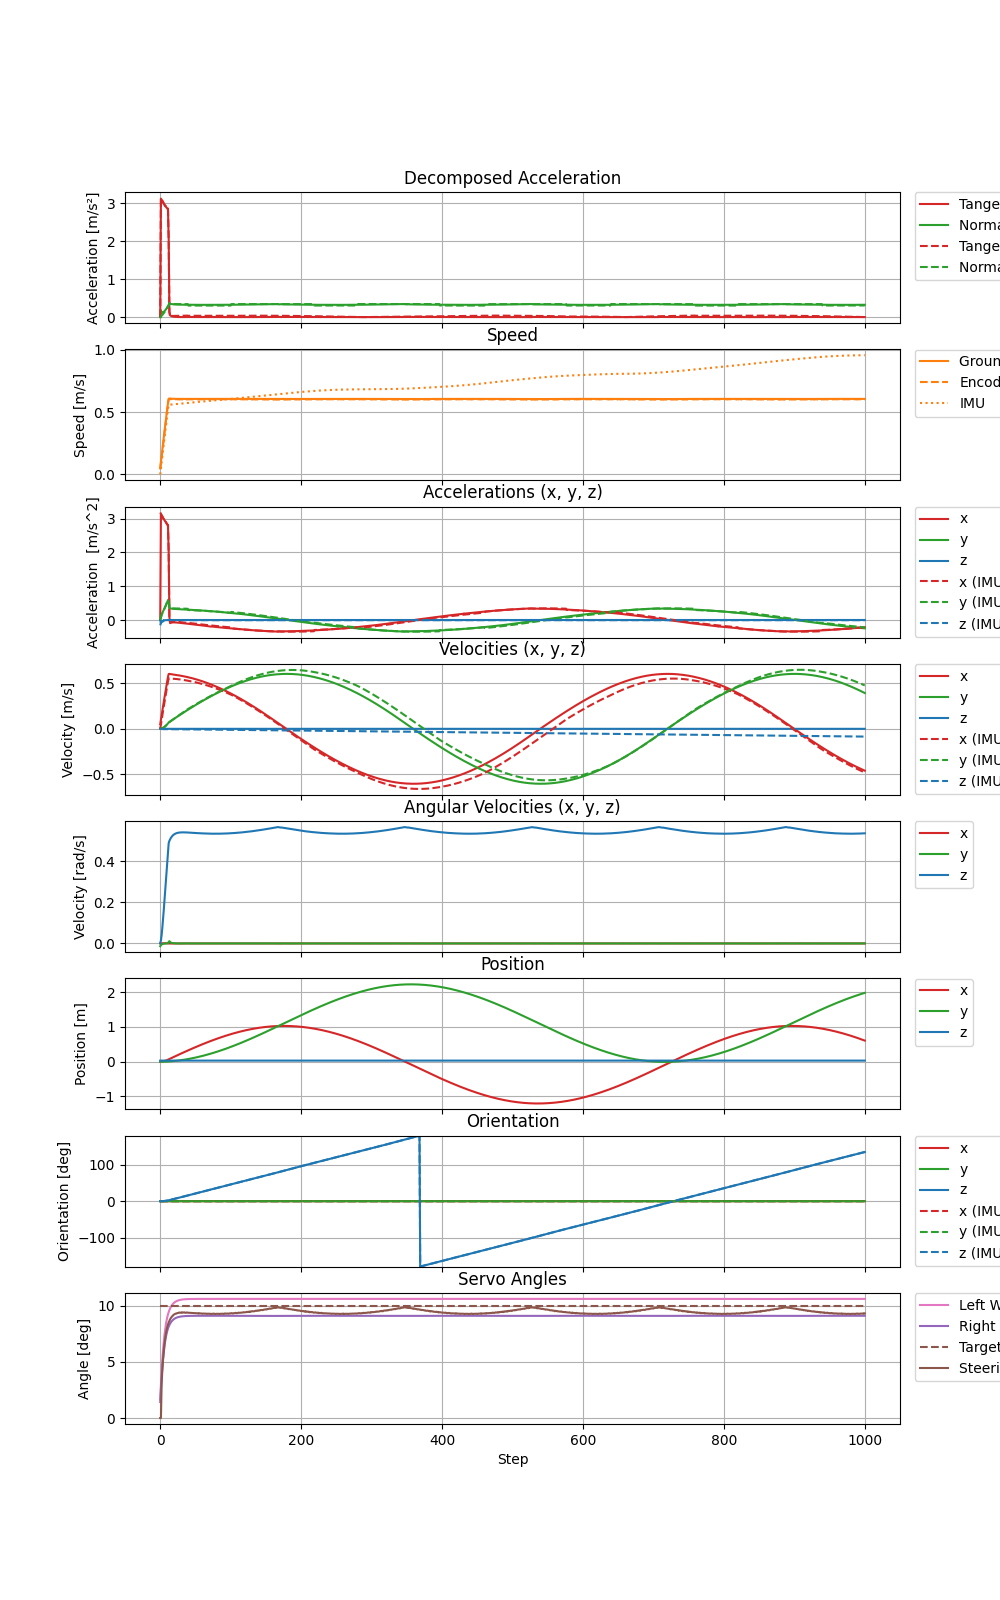 Decomposed Acceleration
Acceleration [m/s²]
3
2
1
0
Tange
Norma
Tange
Norma
Speed
Speed [m/s]
1.0
0.5
0.0
Groun
Encod
IMU
Accelerations (x, y, z)
Acceleration [m/s^2]
3
2
1
0
x
y
z
x (IMU
y (IMU
z (IMU
Velocities (x, y, z)
Velocity [m/s]
0.5
0.0
−0.5
x
y
z
x (IMU
y (IMU
z (IMU
Angular Velocities (x, y, z)
Velocity [rad/s]
0.4
0.2
0.0
x
y
z
Position
Position [m]
2
1
0
−1
x
y
z
Orientation
Orientation [deg]
100
0
−100
x
y
z
x (IMU
y (IMU
z (IMU
Servo Angles
Angle [deg]
10
5
0
Left W
Right
Target
Steeri
0 200 400 600 800 1000
Step